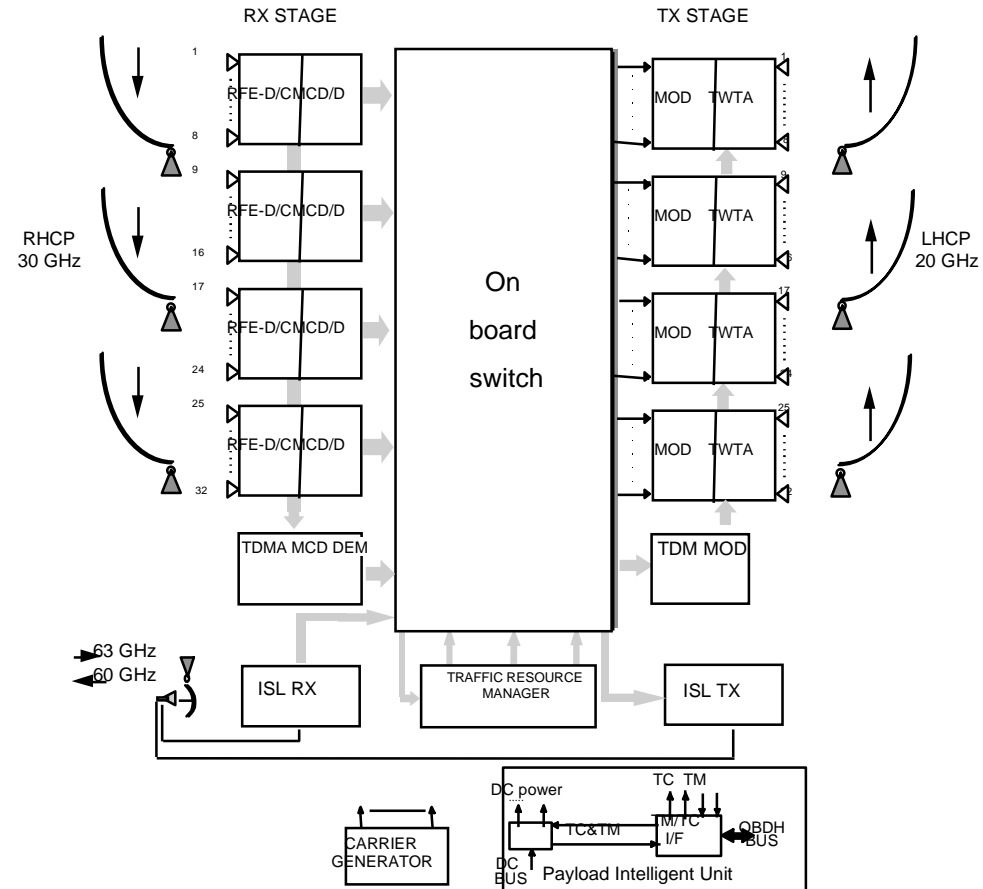 RX STAGE
TX STAGE
1
RFE-D/CMCD/D
8
9
RFE-D/CMCD/D
16
17
RFE-D/CMCD/D
24
25
RFE-D/CMCD/D
32
RHCP
30 GHz
On
board
switch
1
MOD TWTA
9
MOD TWTA
17
MOD TWTA
25
MOD TWTA
LHCP
20 GHz
TDMA MCD DEM
TDM MOD
63 GHz
60 GHz
ISL RX
TRAFFIC RESOURCE
MANAGER
ISL TX
CARRIER
GENERATOR
DC power
.....
TC TM
TC&TM
TM/TC
I/F
OBDH
BUS
DC
BUS
Payload Intelligent Unit